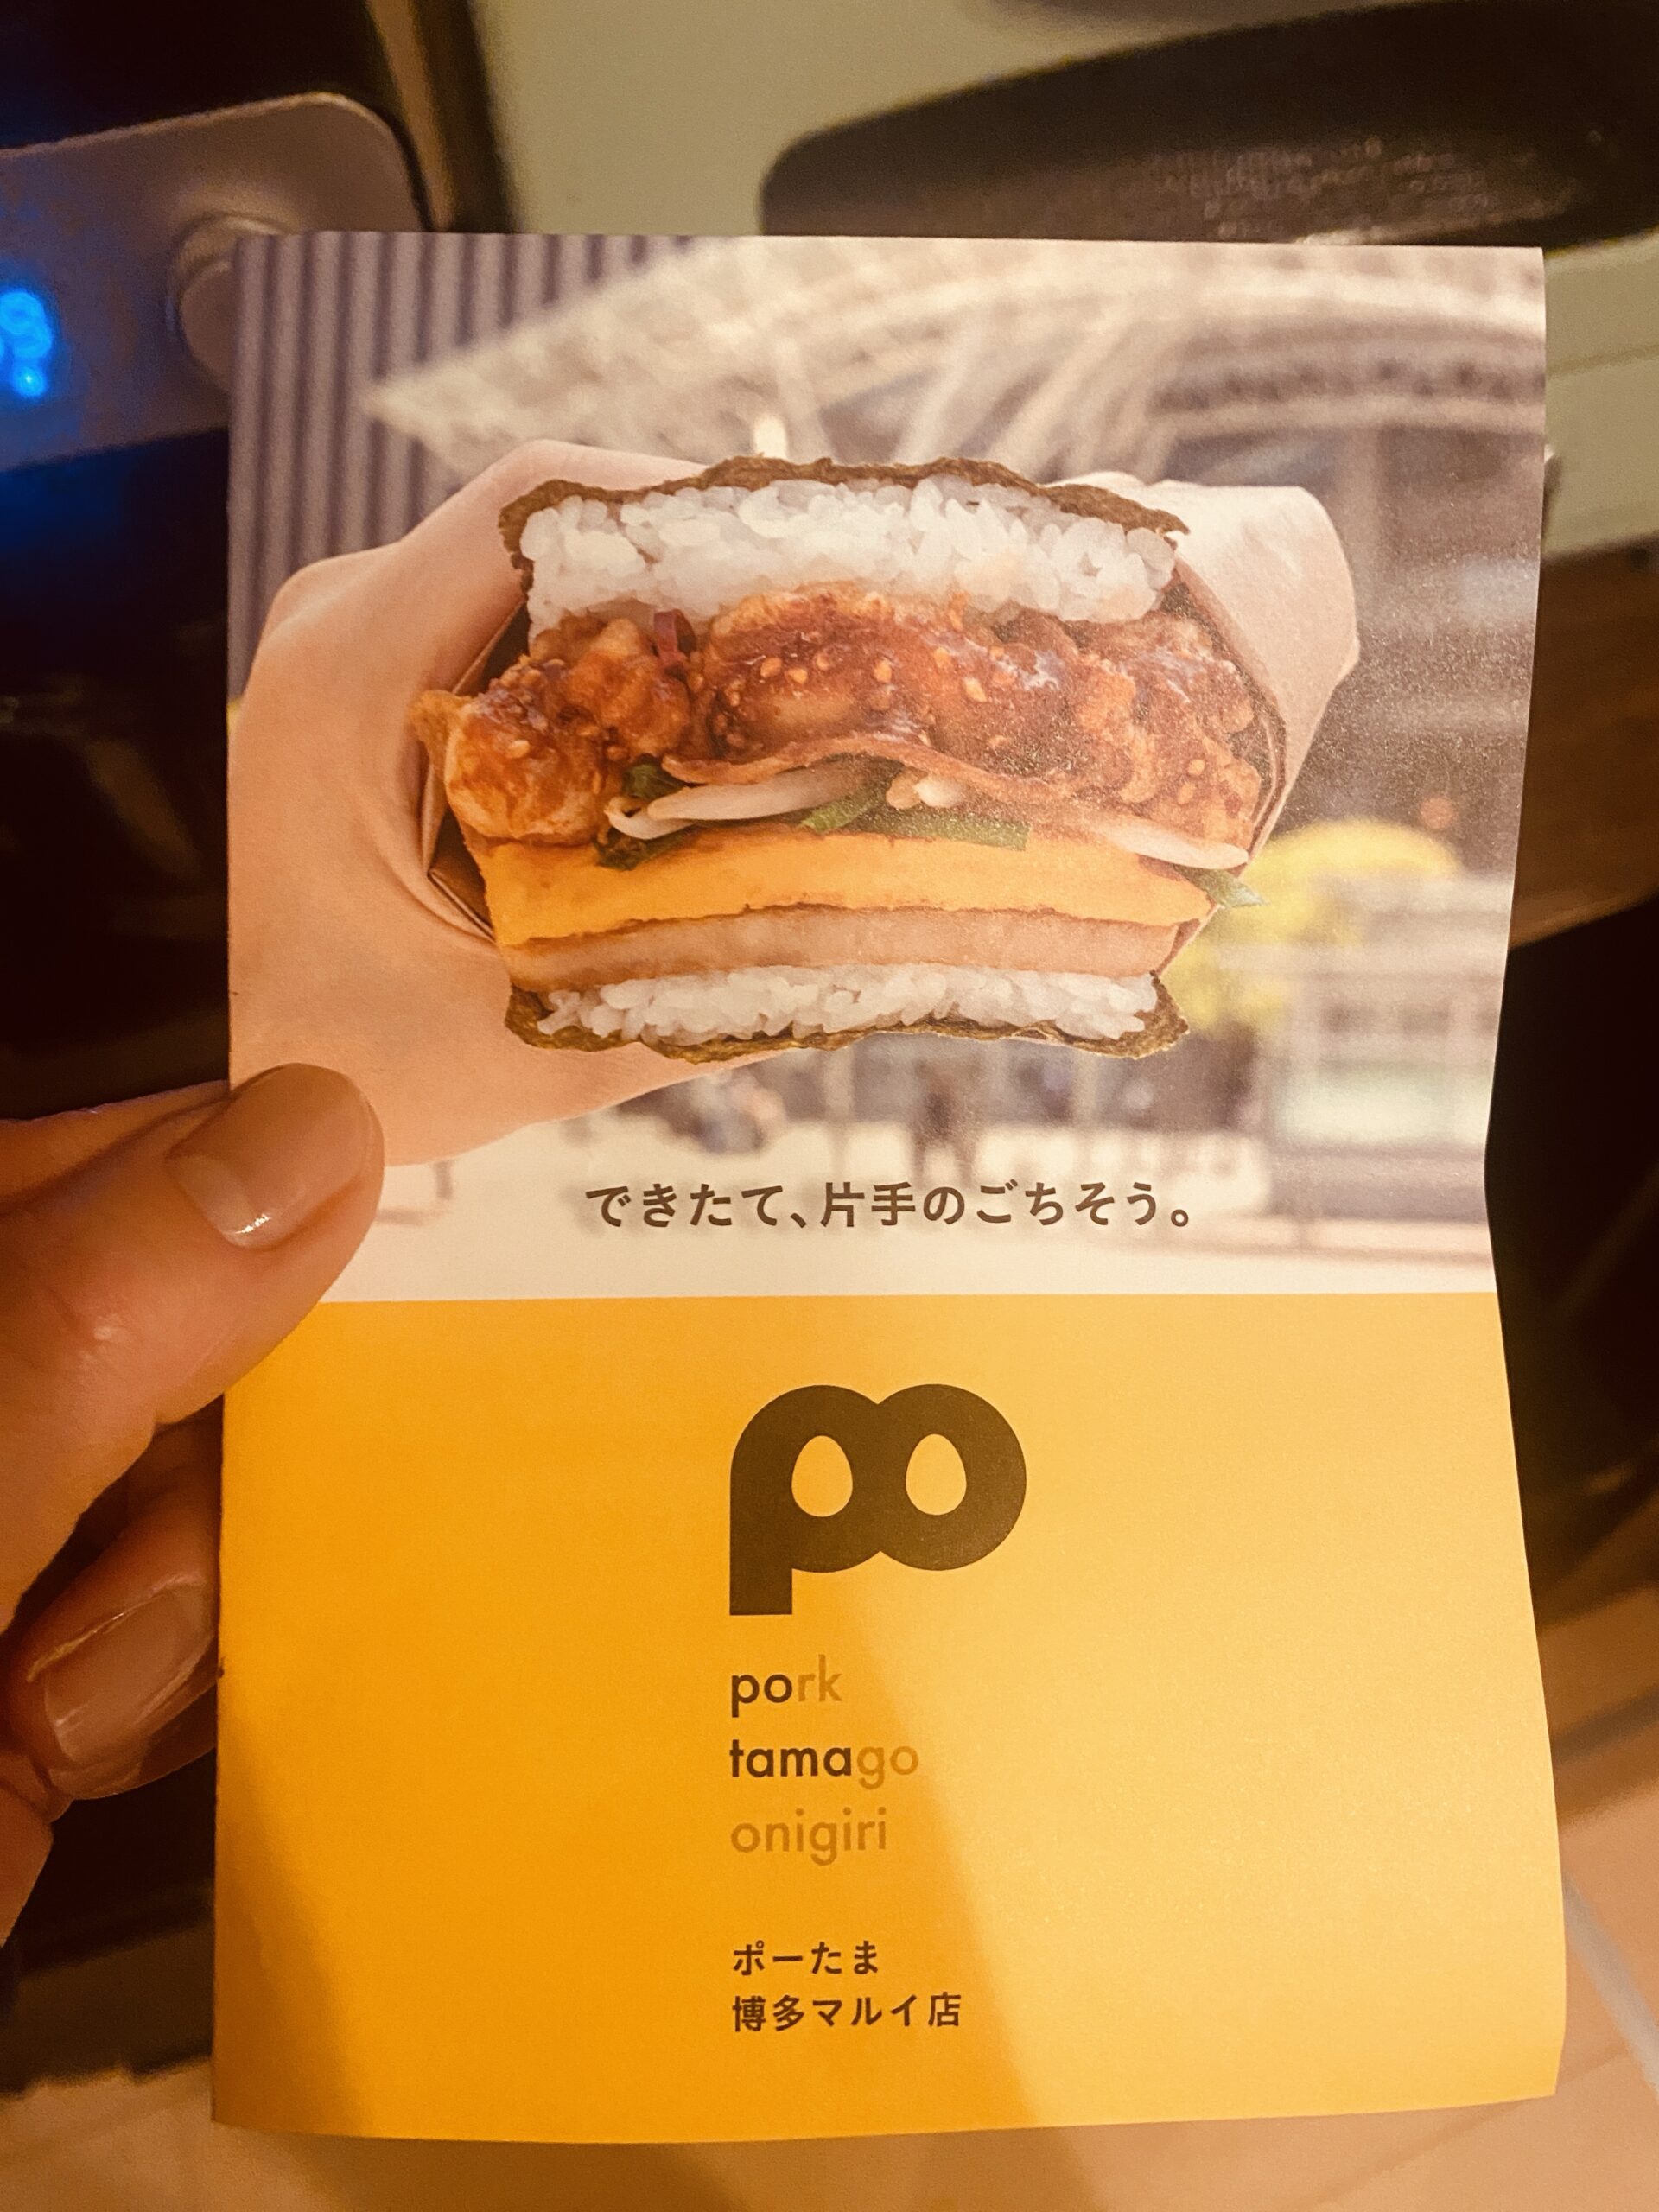 できたて、片手のごちそう。
po
pork
tamago
onigiri
ポーたま
博多マルイ店